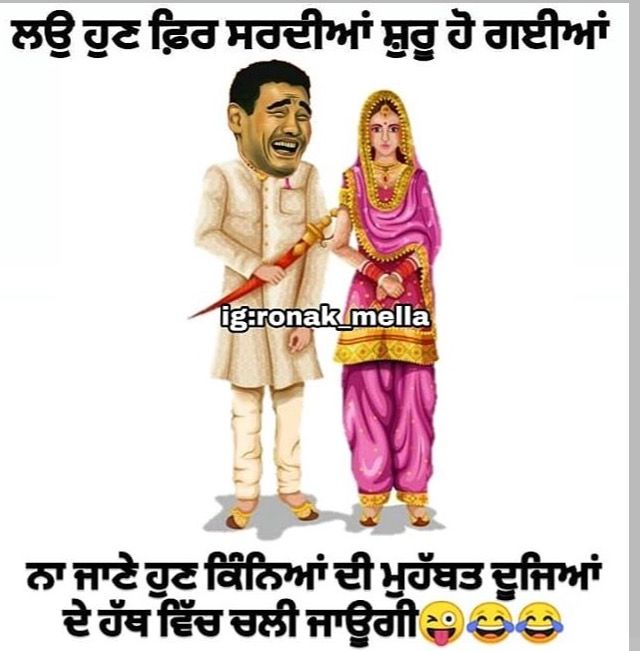 ਲਉ ਹੁਣ ਫ਼ਿਰ ਸਰਦੀਆਂ ਸ਼ੁਰੂ ਹੋ ਗਈਆਂ
ig:ronak_mella
ਨਾ ਜਾਣੇ ਹੁਣ ਕਿੰਨਿਆਂ ਦੀ ਮੁਹੱਬਤ ਦੂਜਿਆਂ
ਦੇ ਹੱਥ ਵਿੱਚ ਚਲੀ ਜਾਊਗੀ😜😂😂